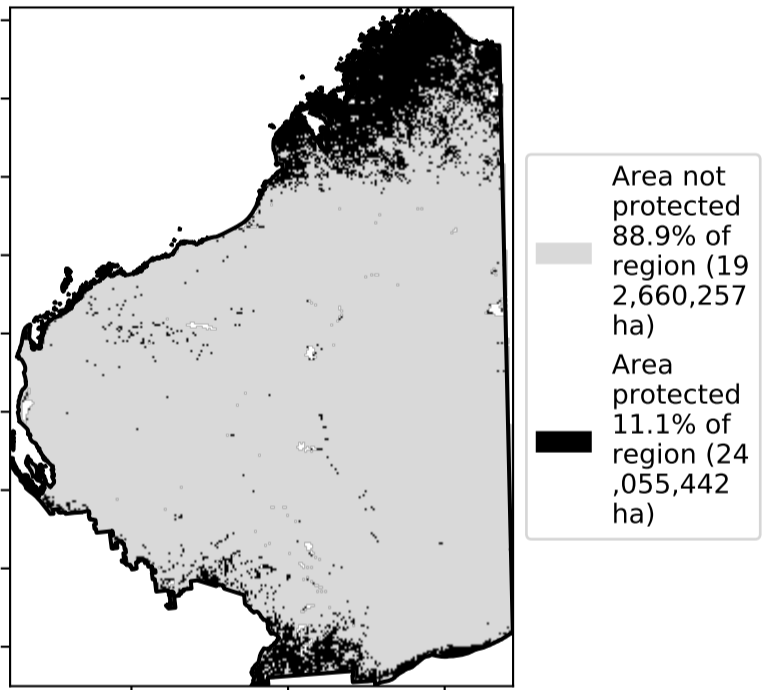 Area not
protected
88.9% of
region (19
2,660,257
ha)
Area
protected
11.1% of
region (24
,055,442
ha)